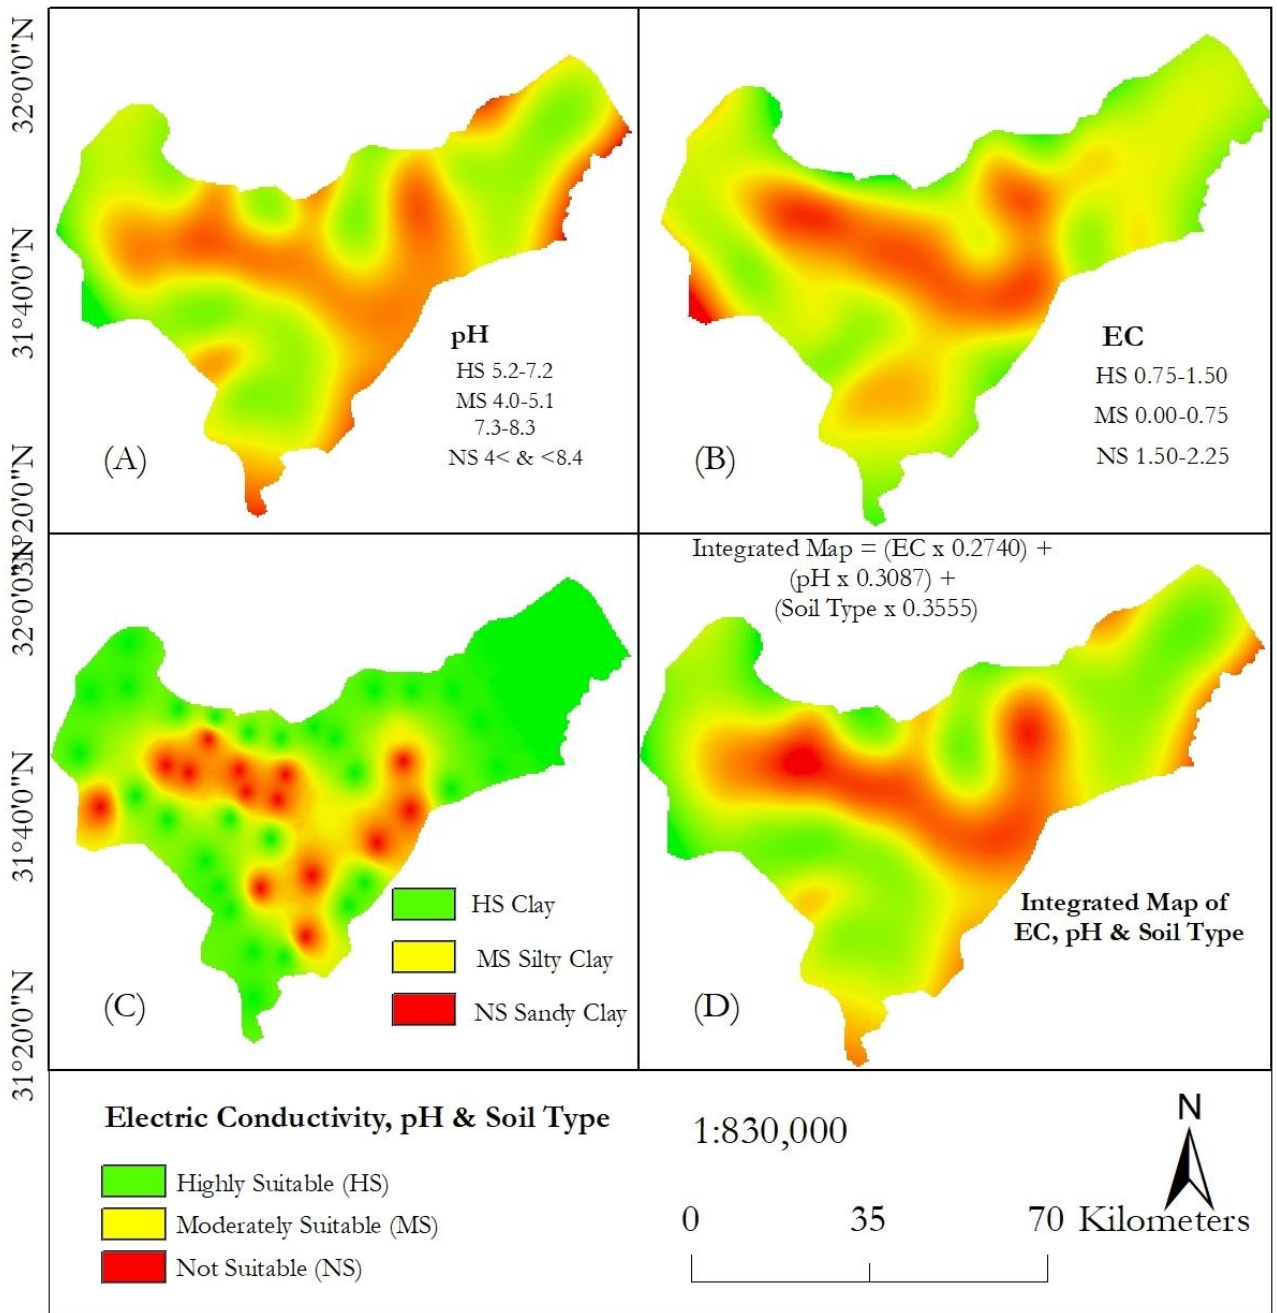 32°0'0"N
31°40'0"N
°20'0"N
pH
HS 5.2-7.2
MS 4.0-5.1
7.3-8.3
NS 4< & <8.4
(A)
EC
HS 0.75-1.50
MS 0.00-0.75
NS 1.50-2.25
(B)
32°0'0
31°40'0"N
31°20'0"N
HS Clay
MS Silty Clay
NS Sandy Clay
(C)
Integrated Map = (EC x 0.2740) +
(pH x 0.3087) +
(Soil Type x 0.3555)
Integrated Map of
EC, pH & Soil Type
(D)
Electric Conductivity, pH & Soil Type
Highly Suitable (HS)
Moderately Suitable (MS)
Not Suitable (NS)
1:830,000
0 35 70 Kilometers
N